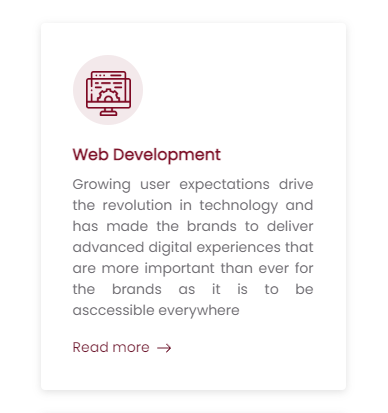 Web Development
Growing user expectations drive
the revolution in technology and
has made the brands to deliver
advanced digital experiences that
are more important than ever for
the brands as it is to be
asccessible everywhere
Read more →